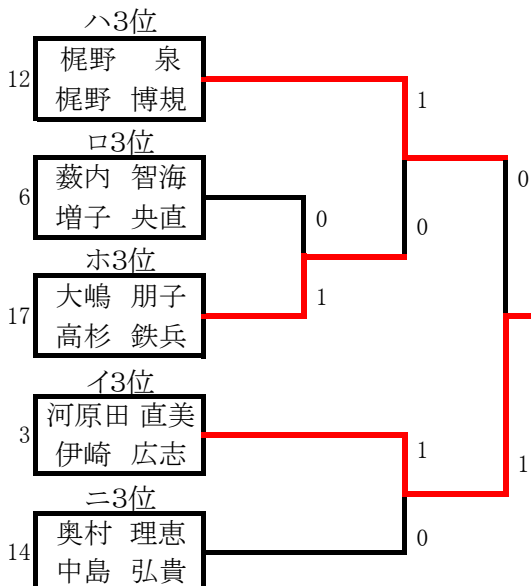 ハ3位
12
梶野 泉
梶野 博規
1
ロ3位
6
薮内 智海
増子 央直
0
0
0
ホ3位
17
大嶋 朋子
高杉 鉄兵
1
イ3位
3
河原田 直美
伊崎 広志
1
1
ニ3位
14
奥村 理恵
中島 弘貴
0